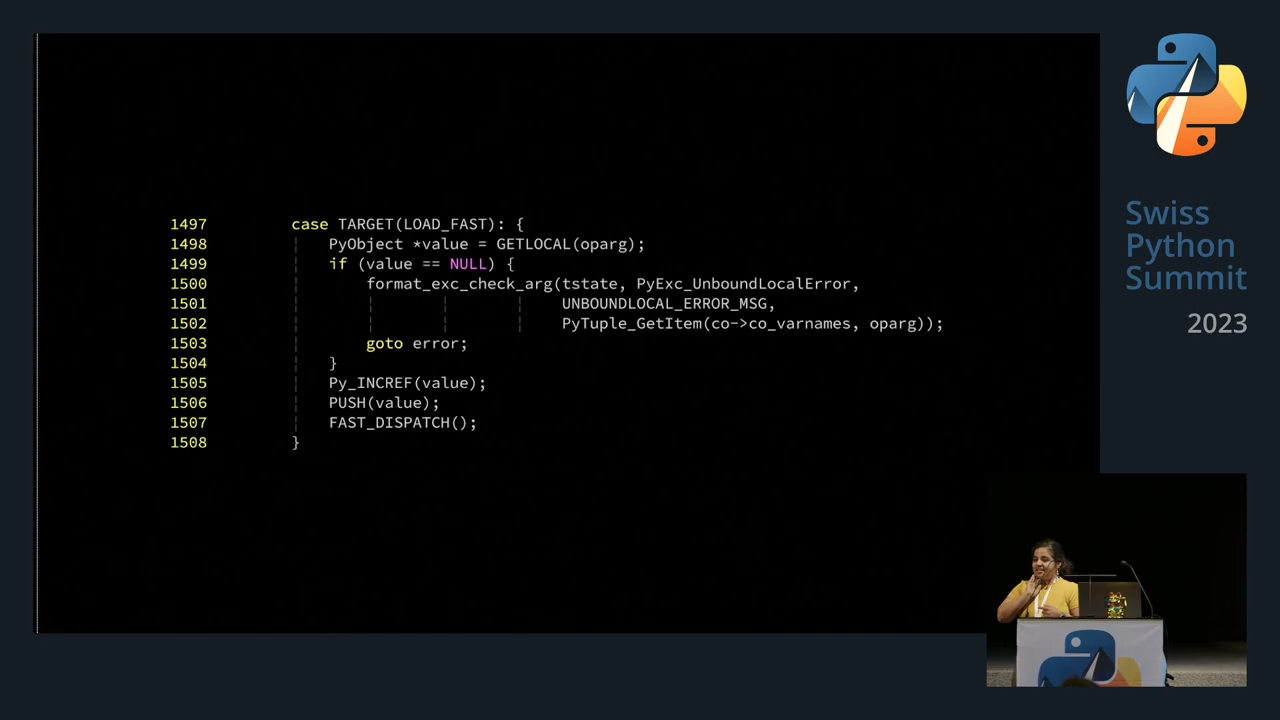 1497 case TARGET(LOAD_FAST): {
1498 PyObject *value = GETLOCAL(oparg);
1499 if (value == NULL) {
1500 format_exc_check_arg(tstate, PyExc_UnboundLocalError,
1501 UNBOUNDLOCAL_ERROR_MSG,
1502 PyTuple_GetItem(co->co_varnames, oparg));
1503 goto error;
1504 }
1505 Py_INCREF(value);
1506 PUSH(value);
1507 FAST_DISPATCH();
1508 }
Swiss
Python
Summit
2023